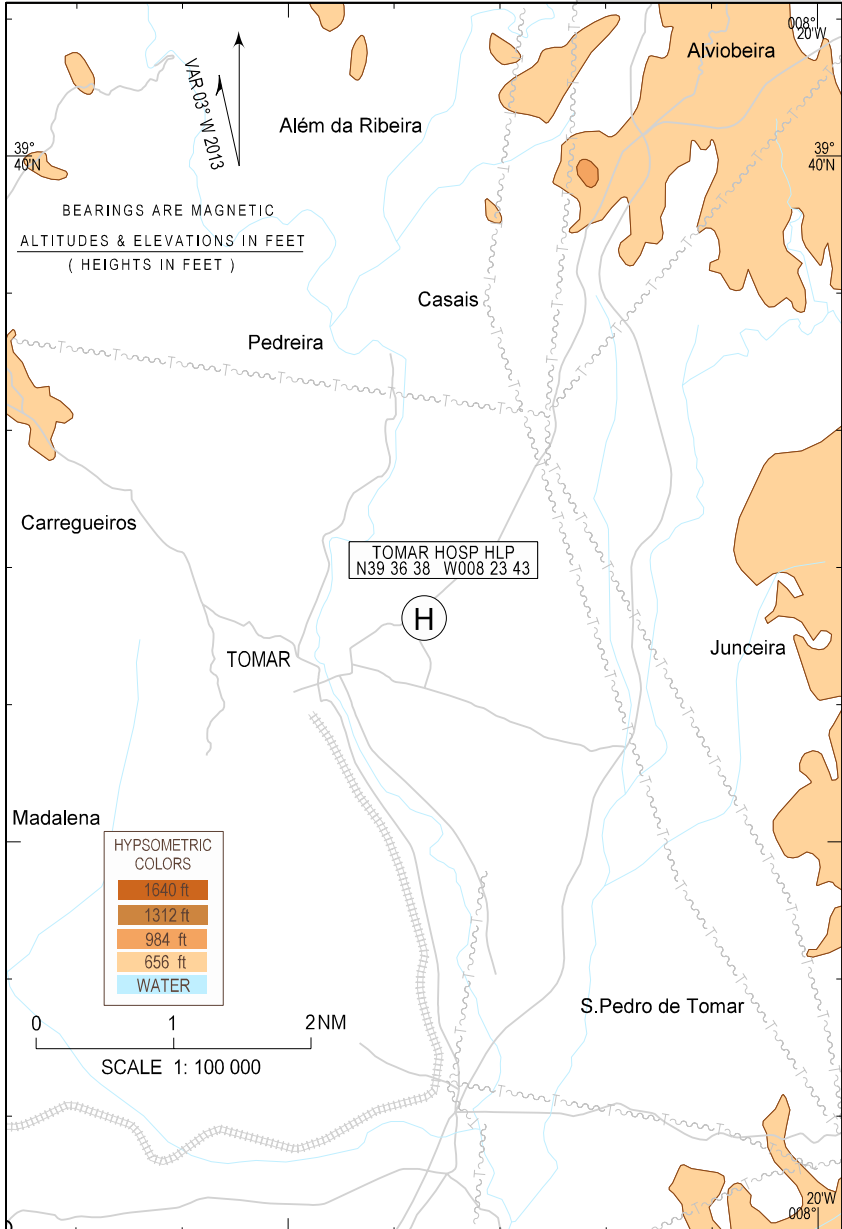 008°
20'W
Alviobeira
VAR 03° W 2013
Além da Ribeira
39°
40'N
39°
40'N
BEARINGS ARE MAGNETIC
ALTITUDES & ELEVATIONS IN FEET
( HEIGHTS IN FEET )
Casais
Pedreira
Carregueiros
TOMAR HOSP HLP
N39 36 38 W008 23 43
H
TOMAR
Junceira
Madalena
HYPSOMETRIC
COLORS
1640 ft
1312 ft
984 ft
656 ft
WATER
S.Pedro de Tomar
0 1 2NM
SCALE 1: 100 000
20'W
008°